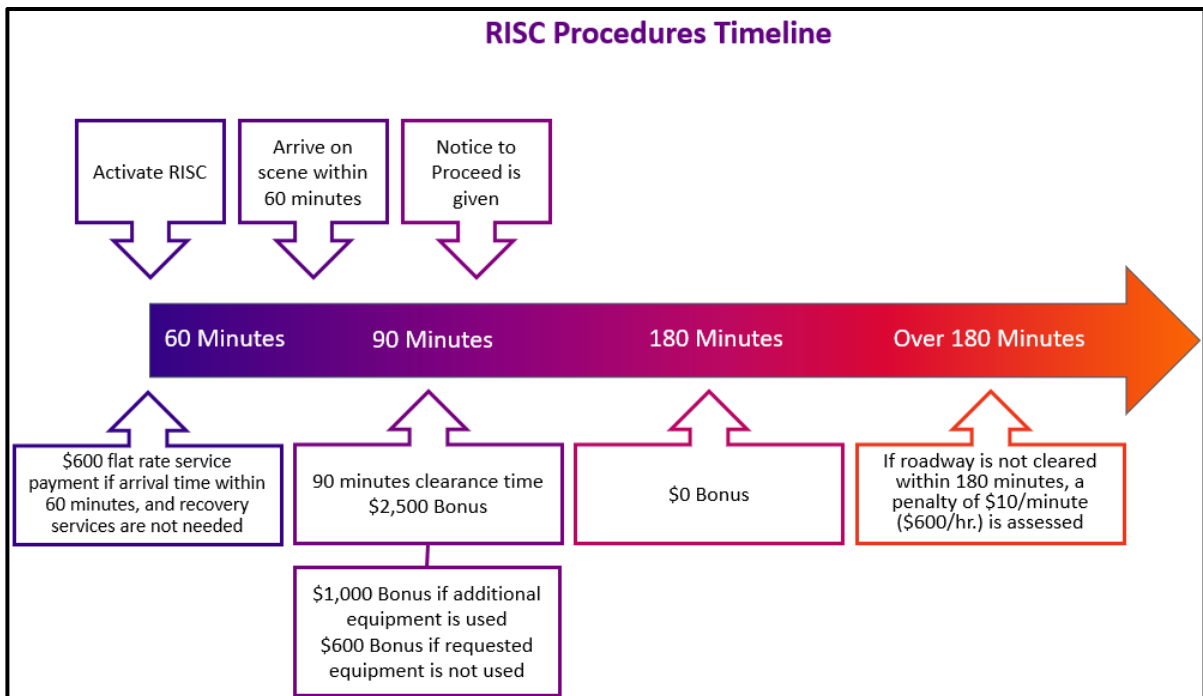 RISC Procedures Timeline
Activate RISC
Arrive on
scene within
60 minutes
Notice to
Proceed is
given
60 Minutes
90 Minutes
180 Minutes
Over 180 Minutes
$600 flat rate service
payment if arrival time within
60 minutes, and recovery
services are not needed
90 minutes clearance time
$2,500 Bonus
$0 Bonus
If roadway is not cleared
within 180 minutes, a
penalty of $10/minute
($600/hr.) is assessed
$1,000 Bonus if additional
equipment is used
$600 Bonus if requested
equipment is not used